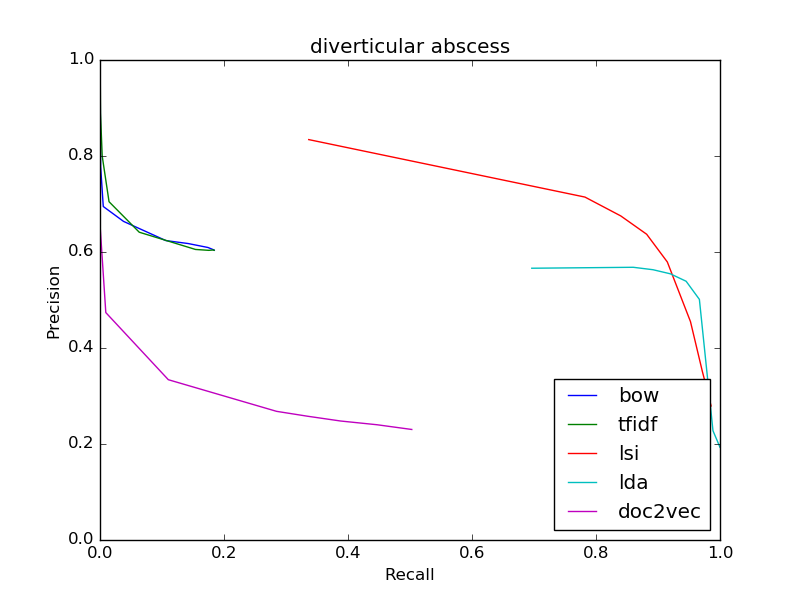 diverticular abscess
1.0
0.8
0.6
0.4
0.2
0.0
Precision
0.0 0.2 0.4 0.6 0.8 1.0
Recall
bow
tfidf
lsi
lda
doc2vec